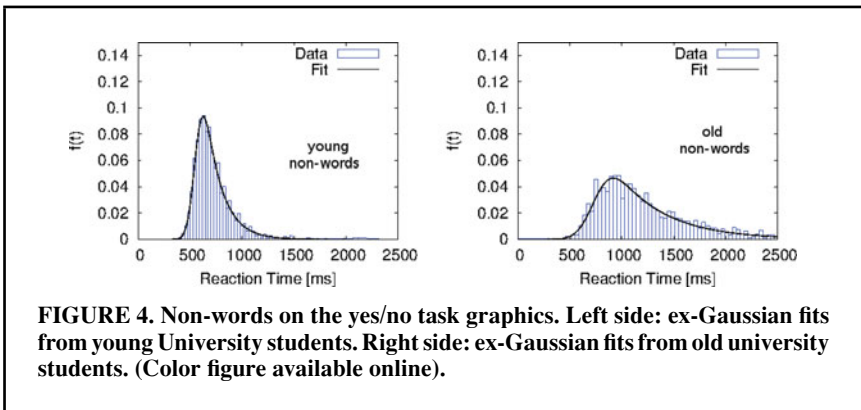 0.14
0.12
0.1
0.08
0.06
0.04
0.02
0
f(t)
Data
Fit
young
non-words
0 500 1000 1500 2000 2500
Reaction Time [ms]
0.14
0.12
0.1
0.08
0.06
0.04
0.02
0
f(t)
Data
Fit
old
non-words
0 500 1000 1500 2000 2500
Reaction Time [ms]
FIGURE 4. Non-words on the yes/no task graphics. Left side: ex-Gaussian fits
from young University students. Right side: ex-Gaussian fits from old university
students. (Color figure available online).